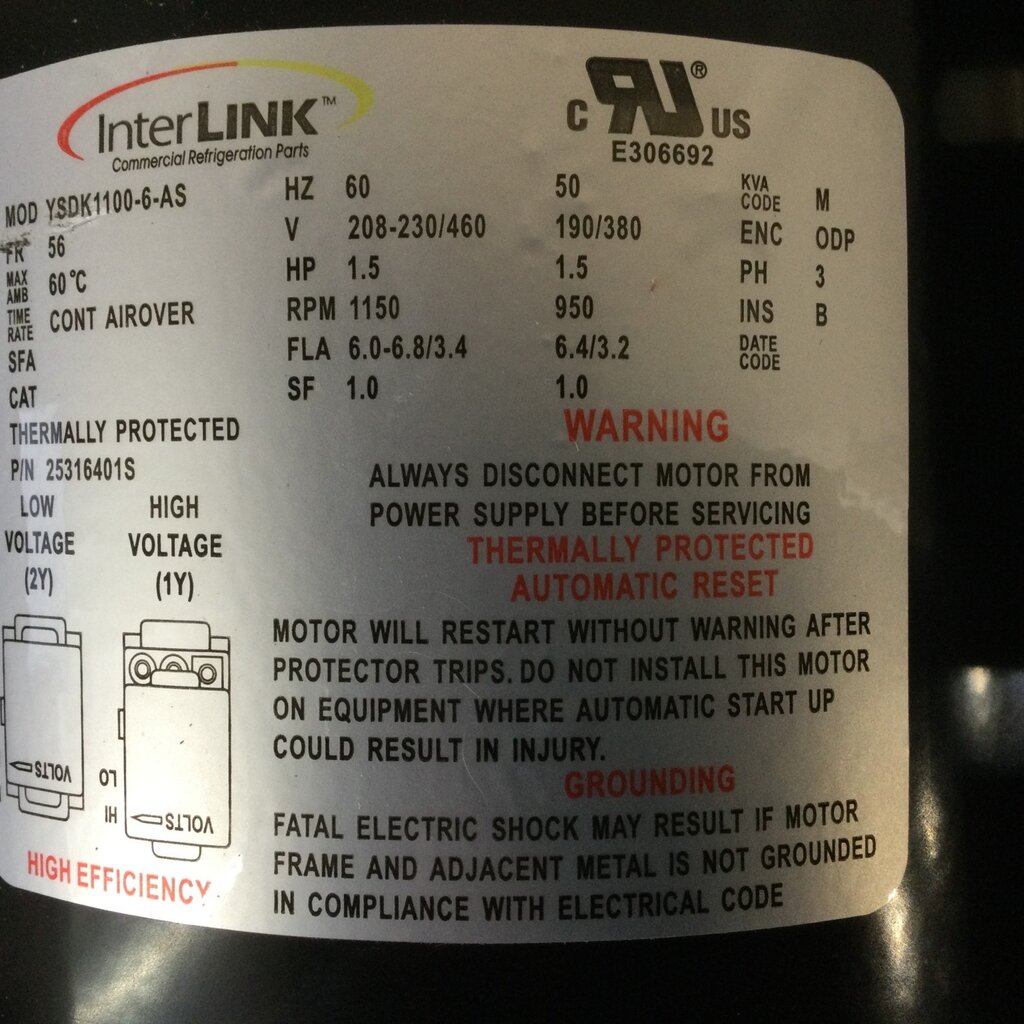 InterLINK™
Commercial Refrigeration Parts
C RU® US
E306692
MOD YSDK1100-6-AS
FR 56
MAX AMB 60°C
TIME RATE CONT AIROVER
SFA
CAT
THERMALLY PROTECTED
P/N 25316401S
HZ 60 50
V 208-230/460 190/380
HP 1.5 1.5
RPM 1150 950
FLA 6.0-6.8/3.4 6.4/3.2
SF 1.0 1.0
KVA CODE M
ENC ODP
PH 3
INS B
DATE CODE
LOW VOLTAGE (2Y)
HIGH VOLTAGE (1Y)
VOLTS
LO
HI
VOLTS
HIGH EFFICIENCY
WARNING
ALWAYS DISCONNECT MOTOR FROM
POWER SUPPLY BEFORE SERVICING
THERMALLY PROTECTED
AUTOMATIC RESET
MOTOR WILL RESTART WITHOUT WARNING AFTER
PROTECTOR TRIPS. DO NOT INSTALL THIS MOTOR
ON EQUIPMENT WHERE AUTOMATIC START UP
COULD RESULT IN INJURY.
GROUNDING
FATAL ELECTRIC SHOCK MAY RESULT IF MOTOR
FRAME AND ADJACENT METAL IS NOT GROUNDED
IN COMPLIANCE WITH ELECTRICAL CODE